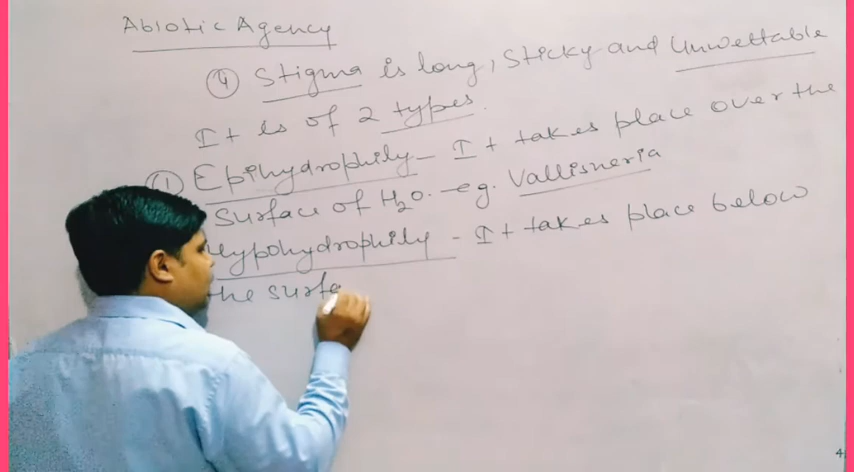 Abiotic Agency
④ Stigma is long, Sticky and Unwettable
It is of 2 types.
① Epihydrophily - It takes place over the
Surface of H2O. eg. Vallisneria
Hypohydrophily - It takes place below
the surfa
4